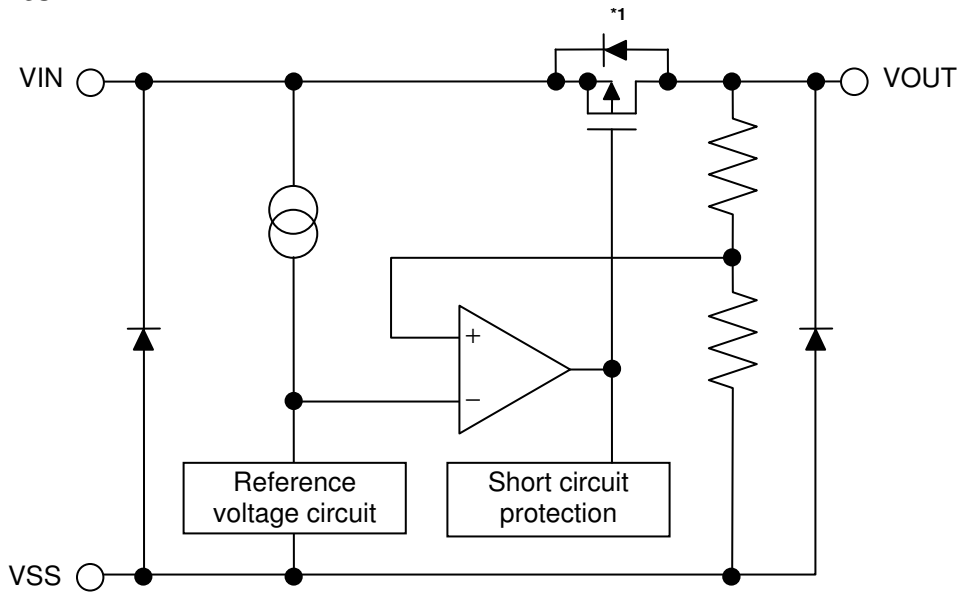 *1
VIN
VOUT
+
−
Reference
voltage circuit
Short circuit
protection
VSS